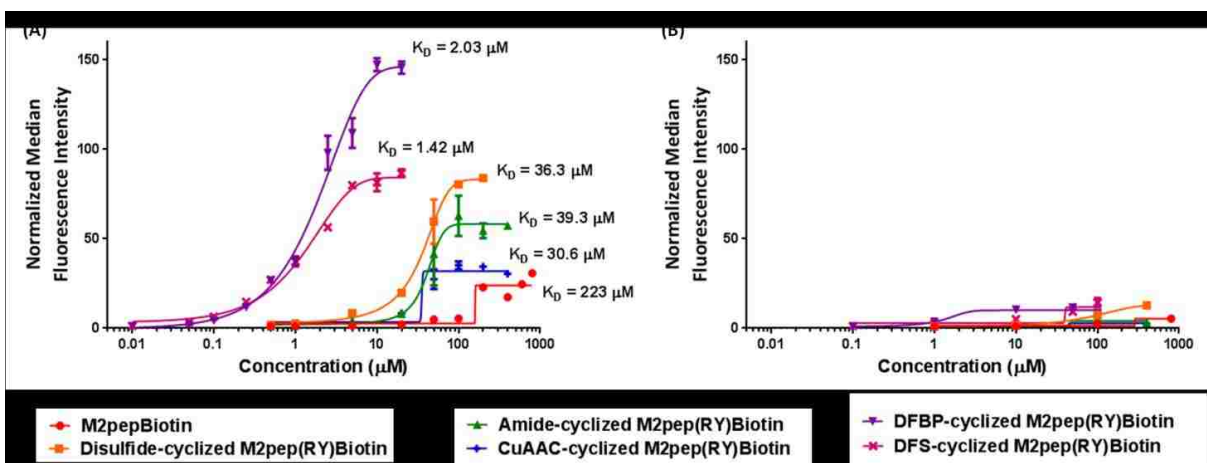 (A)
(B)
150
100
50
0
Normalized Median
Fluorescence Intensity
K_D = 2.03 μM
K_D = 1.42 μM
K_D = 36.3 μM
K_D = 39.3 μM
K_D = 30.6 μM
K_D = 223 μM
0.01
0.1
1
10
100
1000
Concentration (μM)
150
100
50
0
Normalized Median
Fluorescence Intensity
0.01
0.1
1
10
100
1000
Concentration (μM)
M2pepBiotin
Disulfide-cyclized M2pep(RY)Biotin
Amide-cyclized M2pep(RY)Biotin
CuAAC-cyclized M2pep(RY)Biotin
DFBP-cyclized M2pep(RY)Biotin
DFS-cyclized M2pep(RY)Biotin